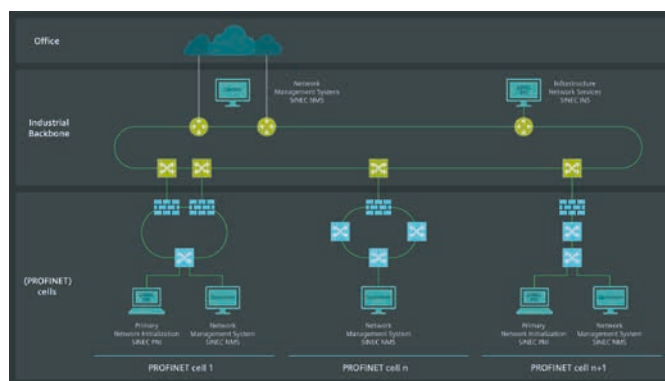 Office
Network
Management System
SINEC NMS
Infrastructure
Network Services
SINEC INS
Industrial
Backbone
(PROFINET)
cells
Primary
Network Initialization
SINEC PNI
Network
Management System
SINEC NMS
Network
Management System
SINEC NMS
Primary
Network Initialization
SINEC PNI
Network
Management System
SINEC NMS
PROFINET cell 1
PROFINET cell n
PROFINET cell n+1